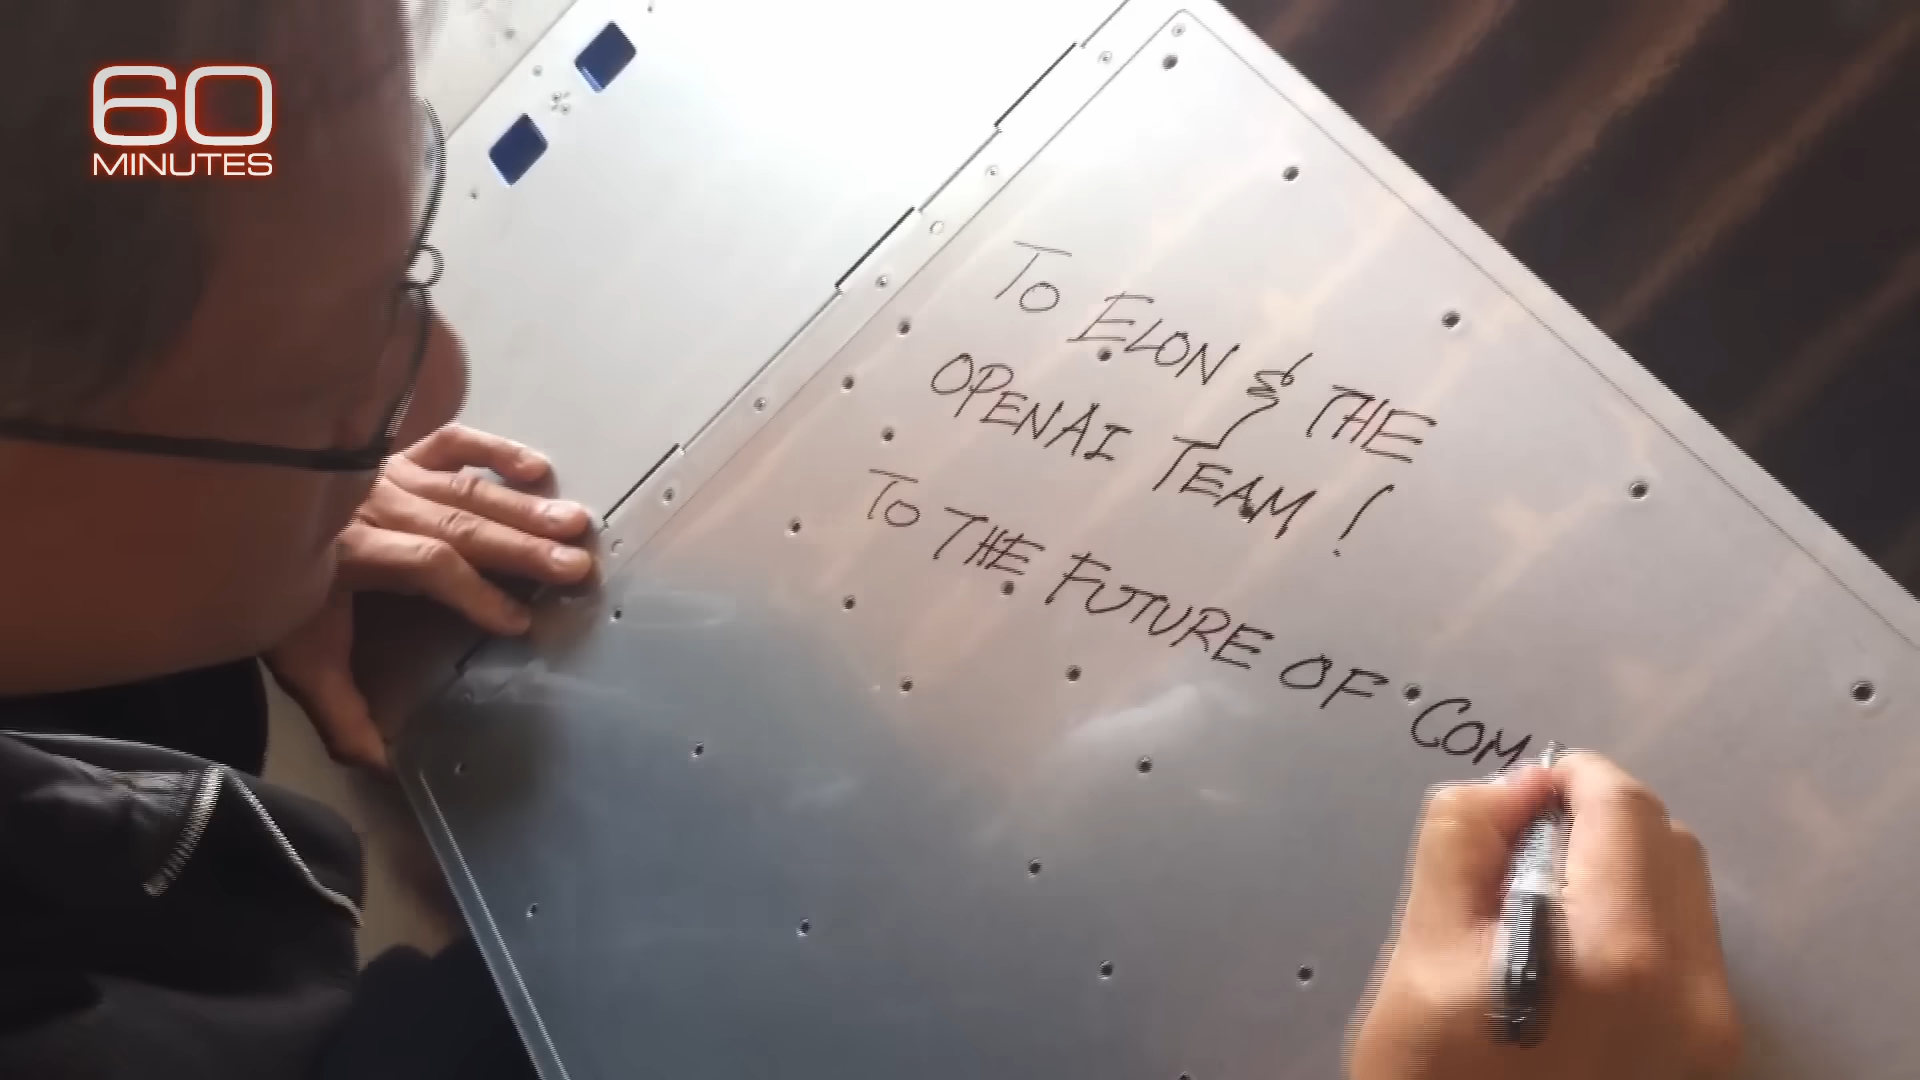 60
MINUTES
To ELON & THE
OPENAI TEAM!
To THE FUTURE OF COM